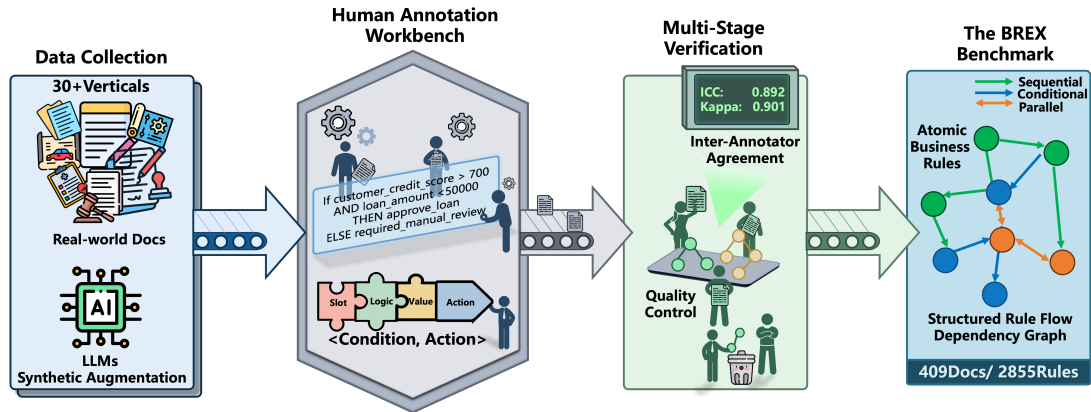 Data Collection
30+Verticals
Real-world Docs
AI
LLMs
Synthetic Augmentation
Human Annotation
Workbench
If customer_credit_score > 700
AND loan_amount <50000
THEN approve_loan
ELSE required_manual_review
Slot
Logic
Value
Action
<Condition, Action>
Multi-Stage
Verification
ICC: 0.892
Kappa: 0.901
Inter-Annotator
Agreement
Quality
Control
The BREX
Benchmark
Sequential
Conditional
Parallel
Atomic
Business
Rules
Structured Rule Flow
Dependency Graph
409Docs/ 2855Rules